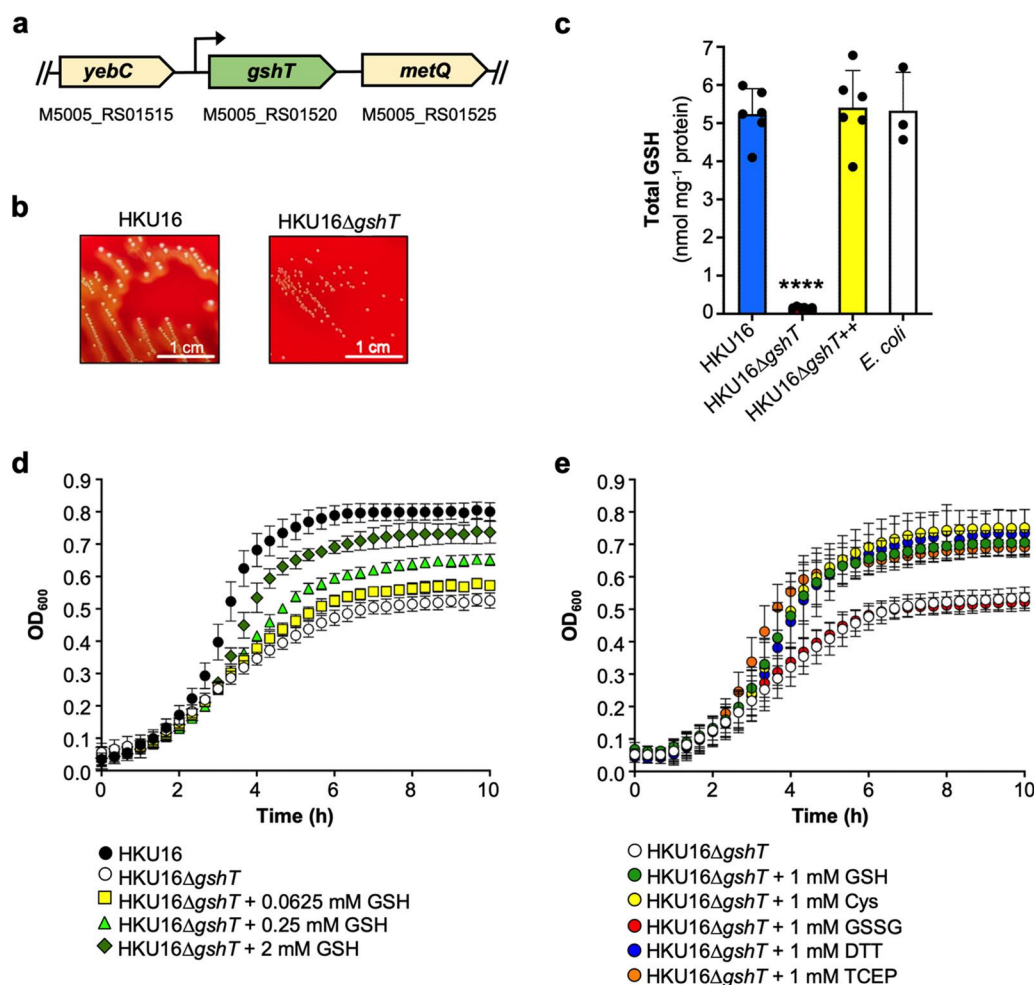 a
yebC
gshT
metQ
M5005_RS01515
M5005_RS01520
M5005_RS01525
b
HKU16
HKU16ΔgshT
1 cm
1 cm
c
Total GSH
(nmol mg⁻¹ protein)
7
6
5
4
3
2
1
0
****
HKU16
HKU16ΔgshT
HKU16ΔgshT++
E. coli
d
OD₆₀₀
0.9
0.8
0.7
0.6
0.5
0.4
0.3
0.2
0.1
0.0
0 2 4 6 8 10
Time (h)
HKU16
HKU16ΔgshT
HKU16ΔgshT + 0.0625 mM GSH
HKU16ΔgshT + 0.25 mM GSH
HKU16ΔgshT + 2 mM GSH
e
OD₆₀₀
0.9
0.8
0.7
0.6
0.5
0.4
0.3
0.2
0.1
0.0
0 2 4 6 8 10
Time (h)
HKU16ΔgshT
HKU16ΔgshT + 1 mM GSH
HKU16ΔgshT + 1 mM Cys
HKU16ΔgshT + 1 mM GSSG
HKU16ΔgshT + 1 mM DTT
HKU16ΔgshT + 1 mM TCEP